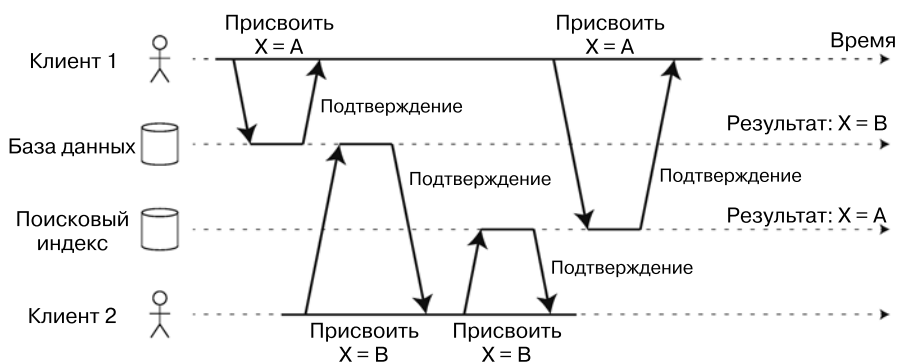 Присвоить
X = A
Присвоить
X = A
Время
Клиент 1
Подтверждение
Результат: X = B
База данных
Подтверждение
Подтверждение
Поисковый
индекс
Результат: X = A
Подтверждение
Клиент 2
Присвоить
X = B
Присвоить
X = B